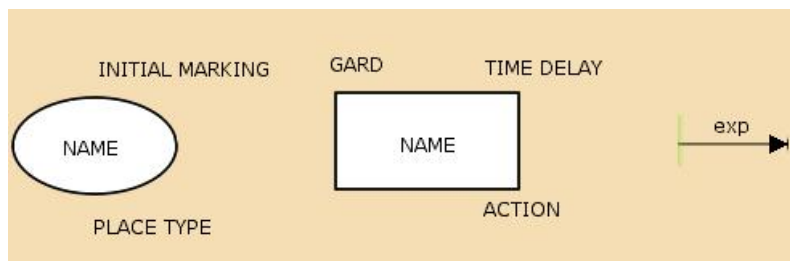 INITIAL MARKING
NAME
PLACE TYPE
GARD
TIME DELAY
NAME
ACTION
exp